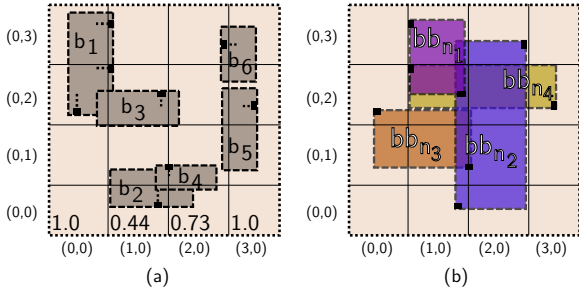 (0,3)
(0,2)
(0,1)
(0,0)
b1
b3
b6
b5
b2
b4
1.0 0.44 0.73 1.0
(0,0) (1,0) (2,0) (3,0)
(a)
(0,3)
(0,2)
(0,1)
(0,0)
bbn1
bbn4
bbn3
bbn2
(0,0) (1,0) (2,0) (3,0)
(b)